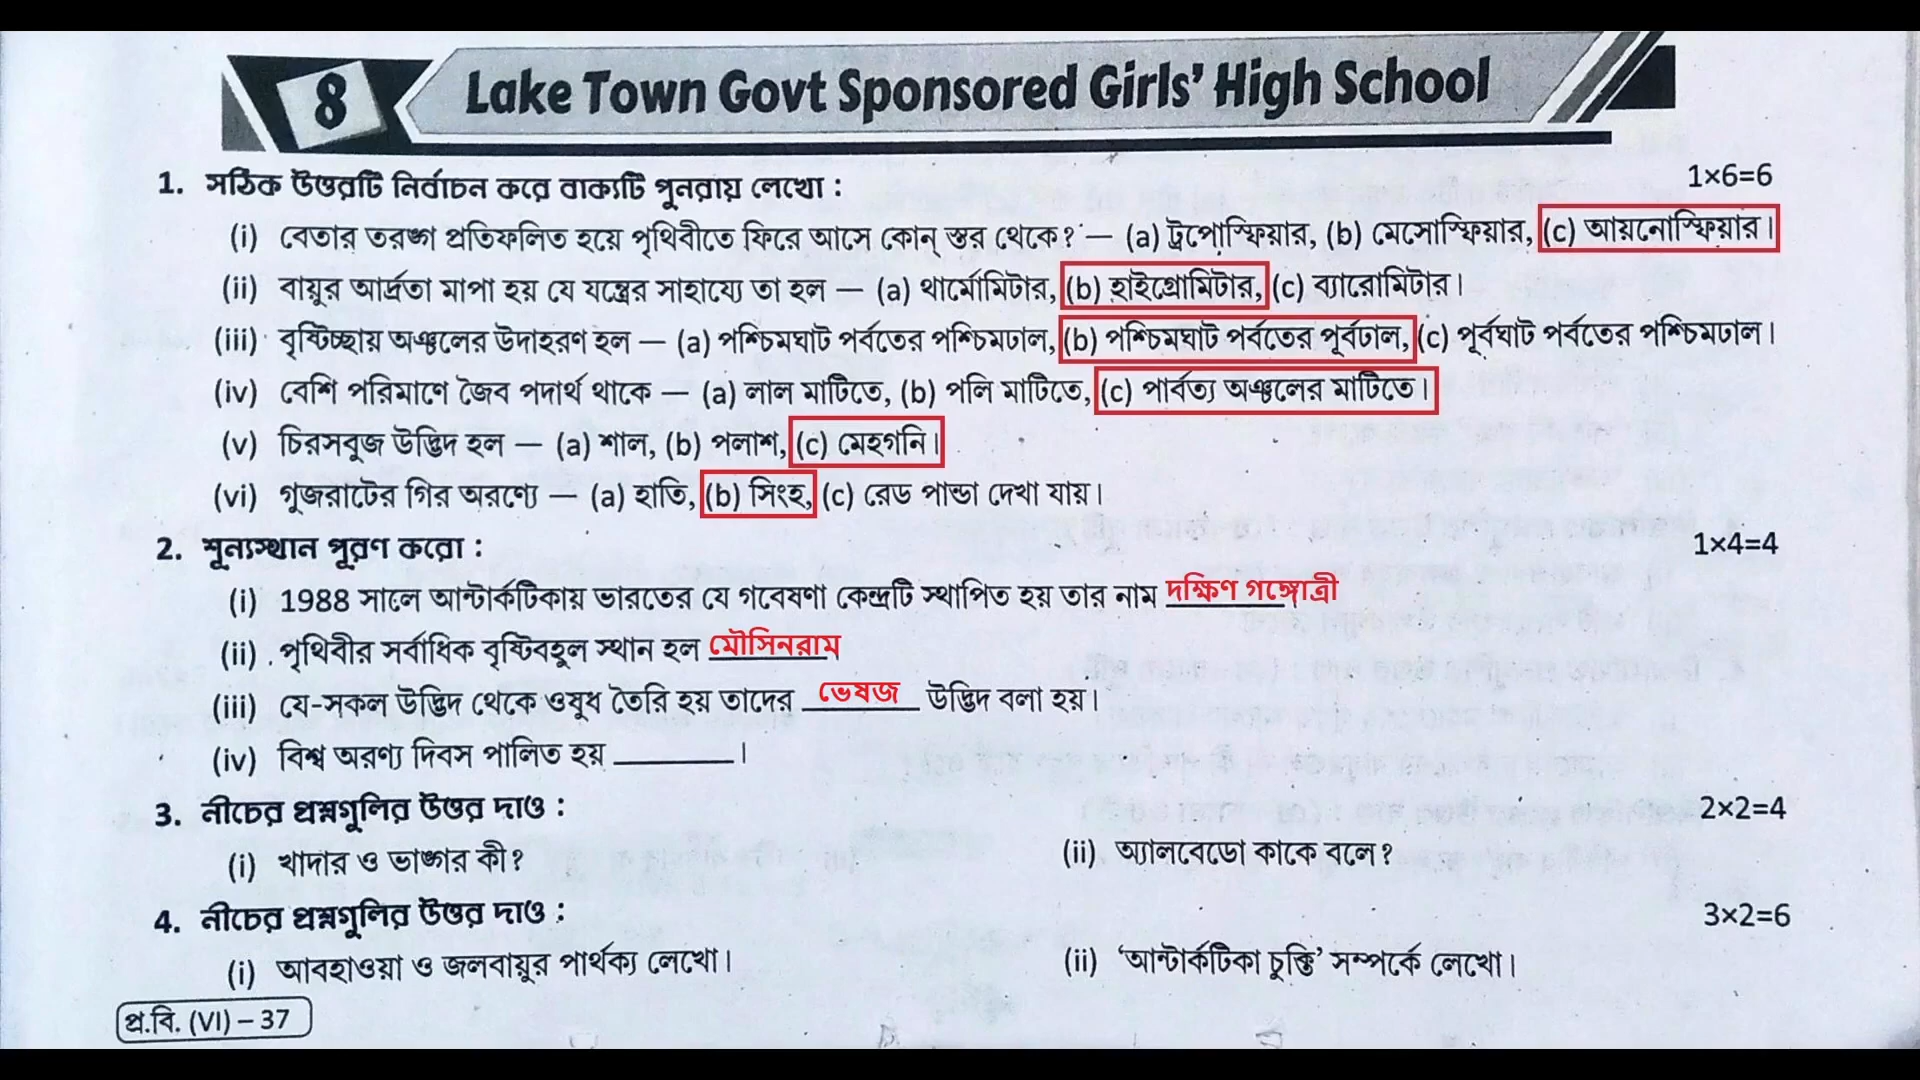 8 Lake Town Govt Sponsored Girls' High School
1. সঠিক উত্তরটি নির্বাচন করে বাক্যটি পুনরায় লেখো : 1×6=6
(i) বেতার তরঙ্গ প্রতিফলিত হয়ে পৃথিবীতে ফিরে আসে কোন্ স্তর থেকে? — (a) ট্রপোস্ফিয়ার, (b) মেসোস্ফিয়ার, (c) আয়নোস্ফিয়ার।
(ii) বায়ুর আর্দ্রতা মাপা হয় যে যন্ত্রের সাহায্যে তা হল — (a) থার্মোমিটার, (b) হাইগ্রোমিটার, (c) ব্যারোমিটার।
(iii) বৃষ্টিচ্ছায় অঞ্চলের উদাহরণ হল — (a) পশ্চিমঘাট পর্বতের পশ্চিমঢাল, (b) পশ্চিমঘাট পর্বতের পূর্বঢাল, (c) পূর্বঘাট পর্বতের পশ্চিমঢাল।
(iv) বেশি পরিমাণে জৈব পদার্থ থাকে — (a) লাল মাটিতে, (b) পলি মাটিতে, (c) পার্বত্য অঞ্চলের মাটিতে।
(v) চিরসবুজ উদ্ভিদ হল — (a) শাল, (b) পলাশ, (c) মেহগনি।
(vi) গুজরাটের গির অরণ্যে — (a) হাতি, (b) সিংহ, (c) রেড পান্ডা দেখা যায়।
2. শূন্যস্থান পূরণ করো : 1×4=4
(i) 1988 সালে আন্টার্কটিকায় ভারতের যে গবেষণা কেন্দ্রটি স্থাপিত হয় তার নাম দক্ষিণ গঙ্গোত্রী
(ii) পৃথিবীর সর্বাধিক বৃষ্টিবহুল স্থান হল মৌসিনরাম
(iii) যে-সকল উদ্ভিদ থেকে ওষুধ তৈরি হয় তাদের ভেষজ উদ্ভিদ বলা হয়।
(iv) বিশ্ব অরণ্য দিবস পালিত হয় ________।
3. নীচের প্রশ্নগুলির উত্তর দাও : 2×2=4
(i) খাদার ও ভাঙ্গার কী? (ii) অ্যালবেডো কাকে বলে?
4. নীচের প্রশ্নগুলির উত্তর দাও : 3×2=6
(i) আবহাওয়া ও জলবায়ুর পার্থক্য লেখো। (ii) ‘আন্টার্কটিকা চুক্তি’ সম্পর্কে লেখো।
প্র.বি. (VI) – 37